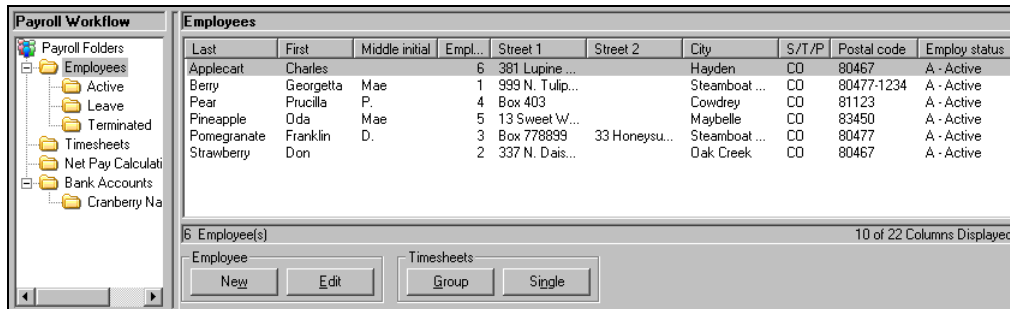 Payroll Workflow
Payroll Folders
Employees
Active
Leave
Terminated
Timesheets
Net Pay Calculati
Bank Accounts
Cranberry Na
Employees
Last First Middle initial Empl... Street 1 Street 2 City S/T/P Postal code Employ status
Applecart Charles 6 381 Lupine ... Hayden CO 80467 A - Active
Berry Georgetta Mae 1 999 N. Tulip... Steamboat ... CO 80477-1234 A - Active
Pear Prucilla P. 4 Box 403 Cowdrey CO 81123 A - Active
Pineapple Oda Mae 5 13 Sweet W... Maybelle CO 83450 A - Active
Pomegranate Franklin D. 3 Box 778899 33 Honeysu... Steamboat ... CO 80477 A - Active
Strawberry Don 2 337 N. Dais... Oak Creek CO 80467 A - Active
6 Employee(s) 10 of 22 Columns Displayed
Employee Timesheets
New Edit Group Single